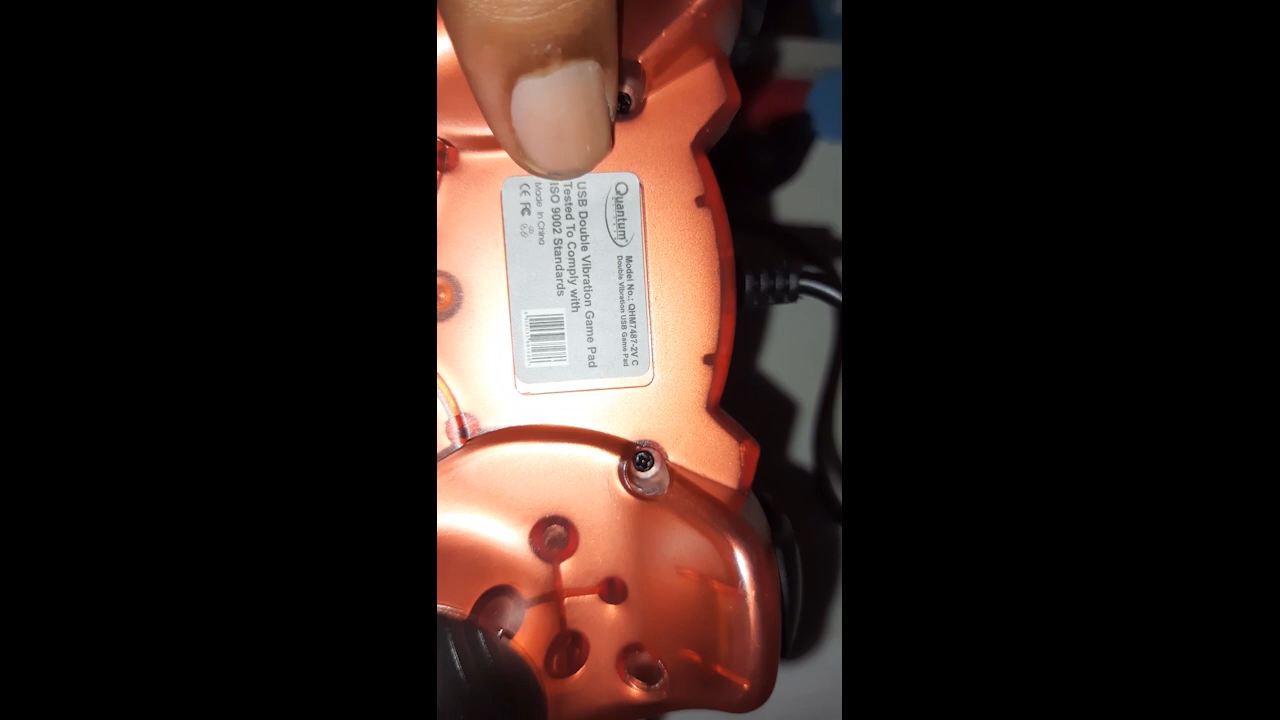 Quantum
Model No.: QHM7487-2V C
Double Vibration USB Game Pad
USB Double Vibration Game Pad
Tested To Comply with
ISO 9002 Standards
Made In China
CE FC